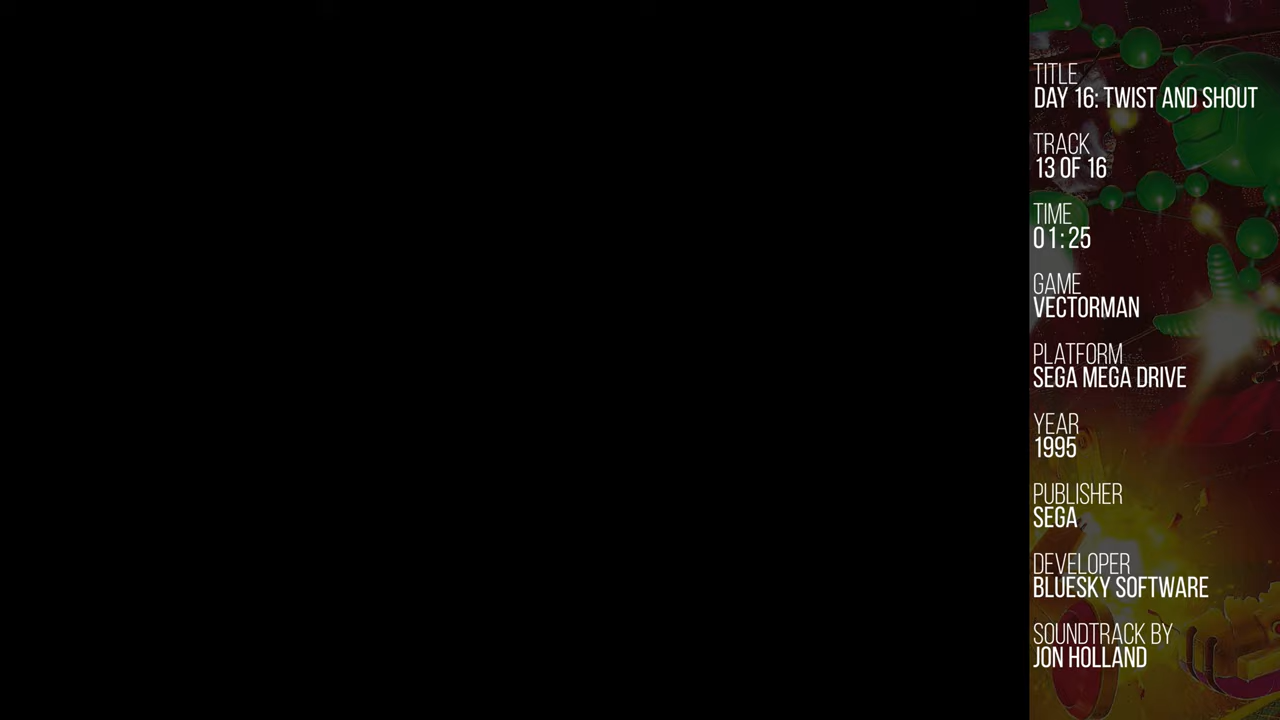 TITLE
DAY 16: TWIST AND SHOUT
TRACK
13 OF 16
TIME
01:25
GAME
VECTORMAN
PLATFORM
SEGA MEGA DRIVE
YEAR
1995
PUBLISHER
SEGA
DEVELOPER
BLUESKY SOFTWARE
SOUNDTRACK BY
JON HOLLAND